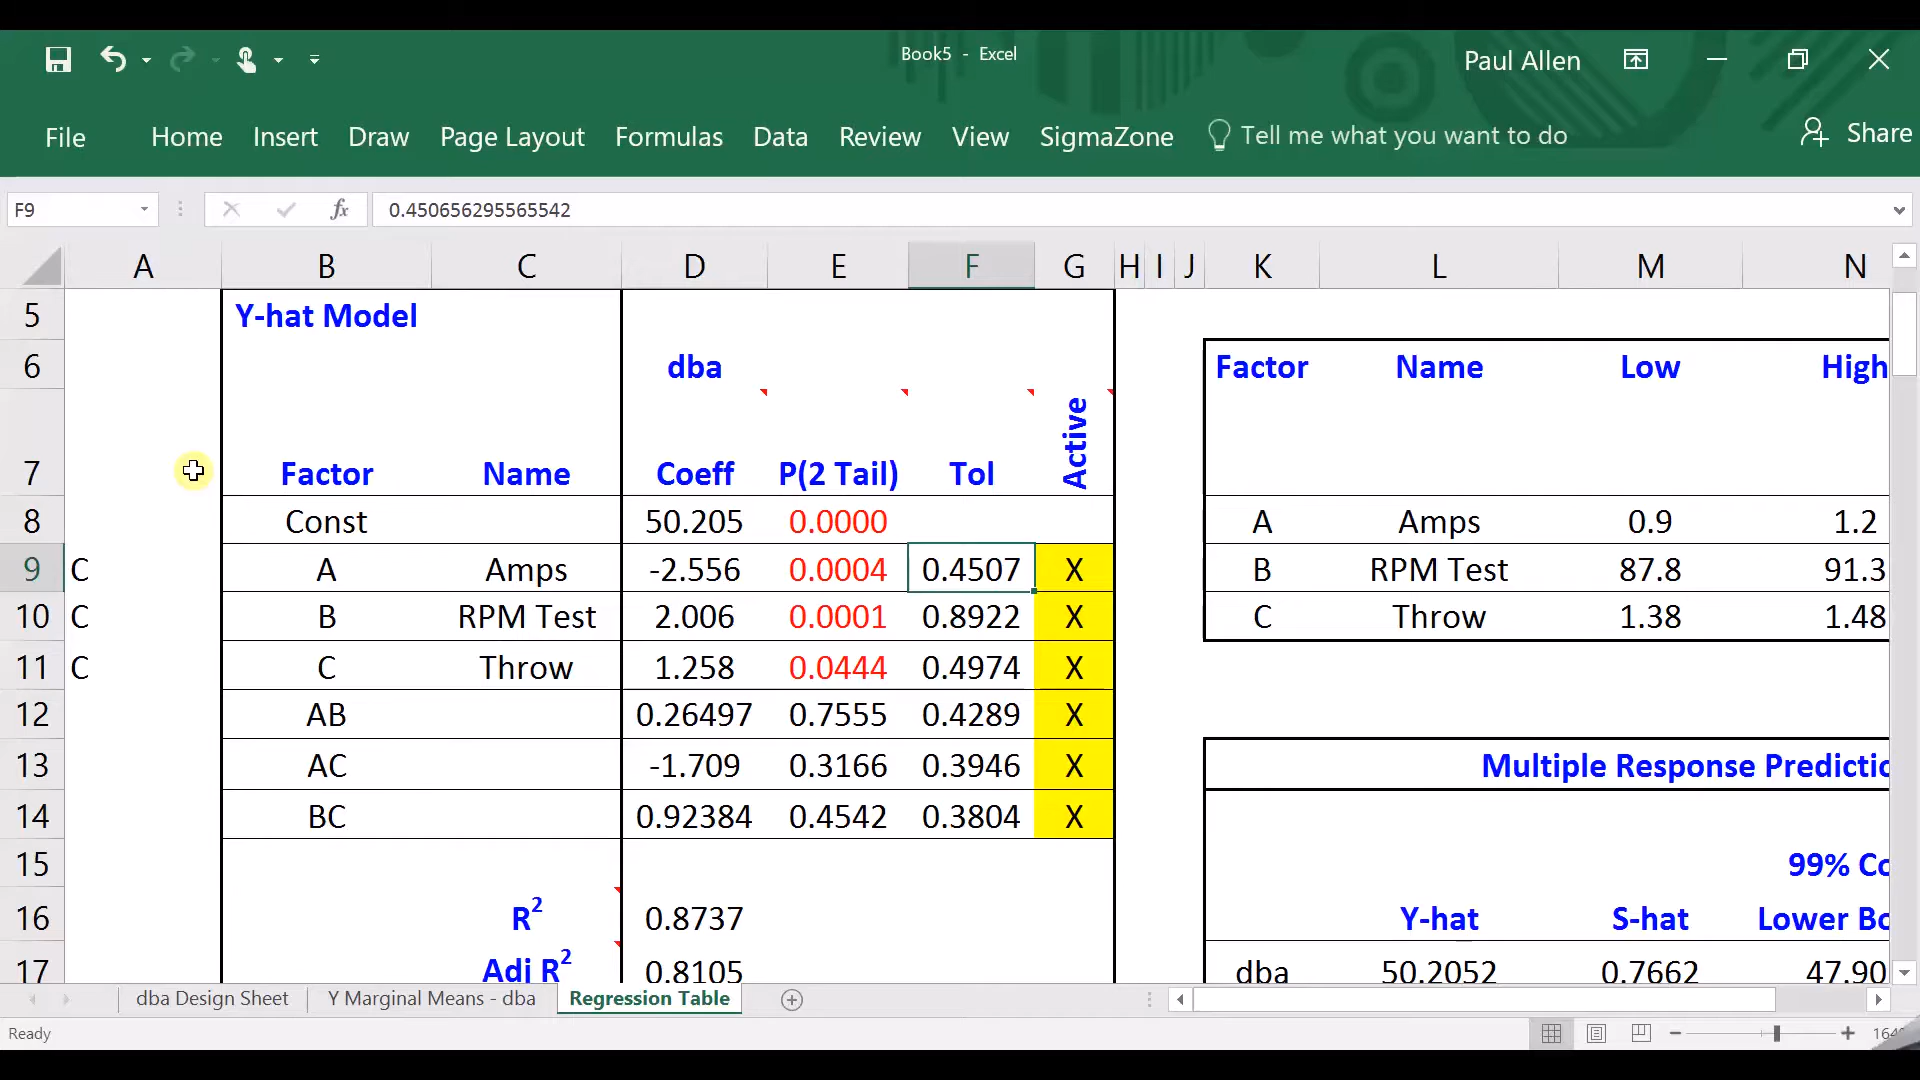 Book5 - Excel
Paul Allen
File Home Insert Draw Page Layout Formulas Data Review View SigmaZone Tell me what you want to do Share
F9 fx 0.450656295565542
A B C D E F G H I J K L M N
5 Y-hat Model
6 dba Factor Name Low High
7 Factor Name Coeff P(2 Tail) Tol Active
8 Const 50.205 0.0000 A Amps 0.9 1.2
9 C A Amps -2.556 0.0004 0.4507 X B RPM Test 87.8 91.3
10 C B RPM Test 2.006 0.0001 0.8922 X C Throw 1.38 1.48
11 C C Throw 1.258 0.0444 0.4974 X
12 AB 0.26497 0.7555 0.4289 X
13 AC -1.709 0.3166 0.3946 X Multiple Response Predictio
14 BC 0.92384 0.4542 0.3804 X
15 99% Co
16 R² 0.8737 Y-hat S-hat Lower Bo
17 Adj R² 0.8105 dba 50.2052 0.7662 47.90
dba Design Sheet Y Marginal Means - dba Regression Table
Ready